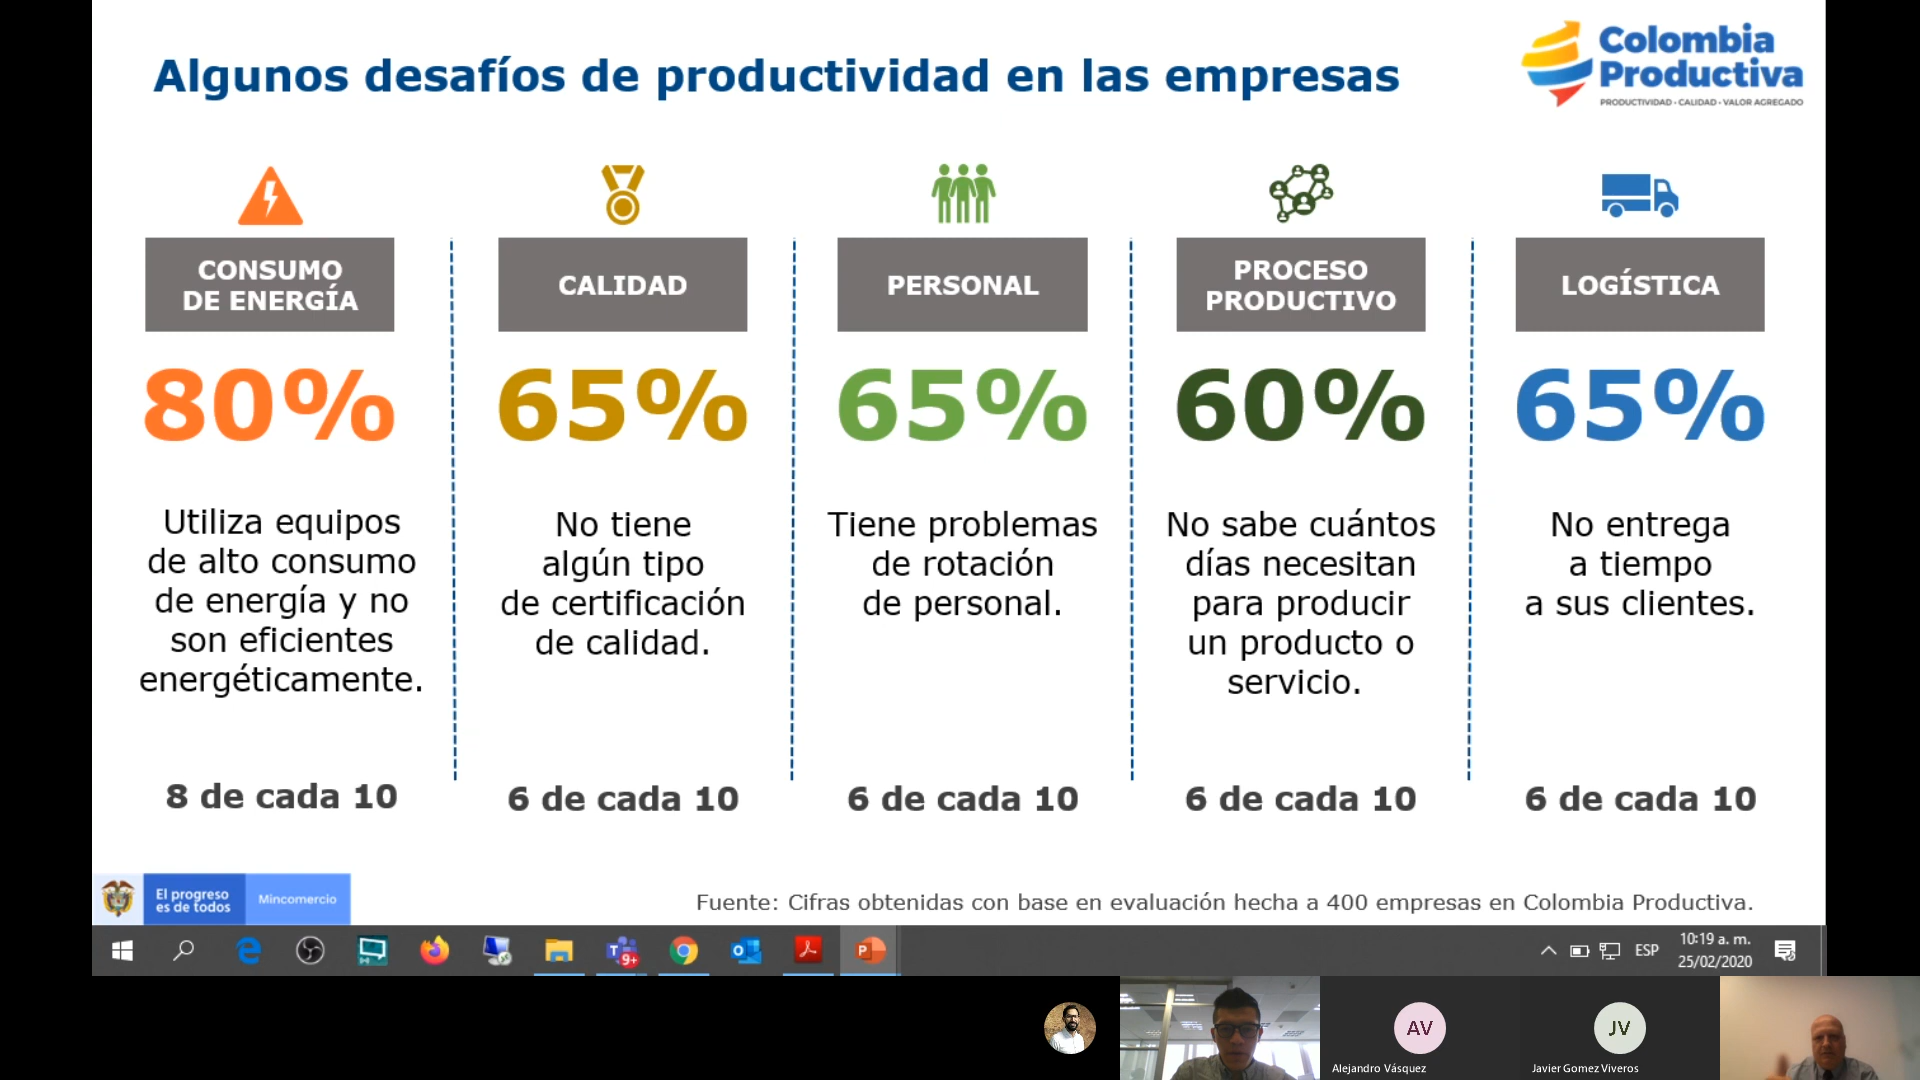 Algunos desafíos de productividad en las empresas
Colombia
Productiva
PRODUCTIVIDAD - CALIDAD - VALOR AGREGADO
CONSUMO
DE ENERGÍA
80%
Utiliza equipos
de alto consumo
de energía y no
son eficientes
energéticamente.
8 de cada 10
CALIDAD
65%
No tiene
algún tipo
de certificación
de calidad.
6 de cada 10
PERSONAL
65%
Tiene problemas
de rotación
de personal.
6 de cada 10
PROCESO
PRODUCTIVO
60%
No sabe cuántos
días necesitan
para producir
un producto o
servicio.
6 de cada 10
LOGÍSTICA
65%
No entrega
a tiempo
a sus clientes.
6 de cada 10
El progreso
es de todos
Mincomercio
Fuente: Cifras obtenidas con base en evaluación hecha a 400 empresas en Colombia Productiva.
T
9+
P
ESP
10:19 a. m.
25/02/2020
AV
Alejandro Vásquez
JV
Javier Gomez Viveros